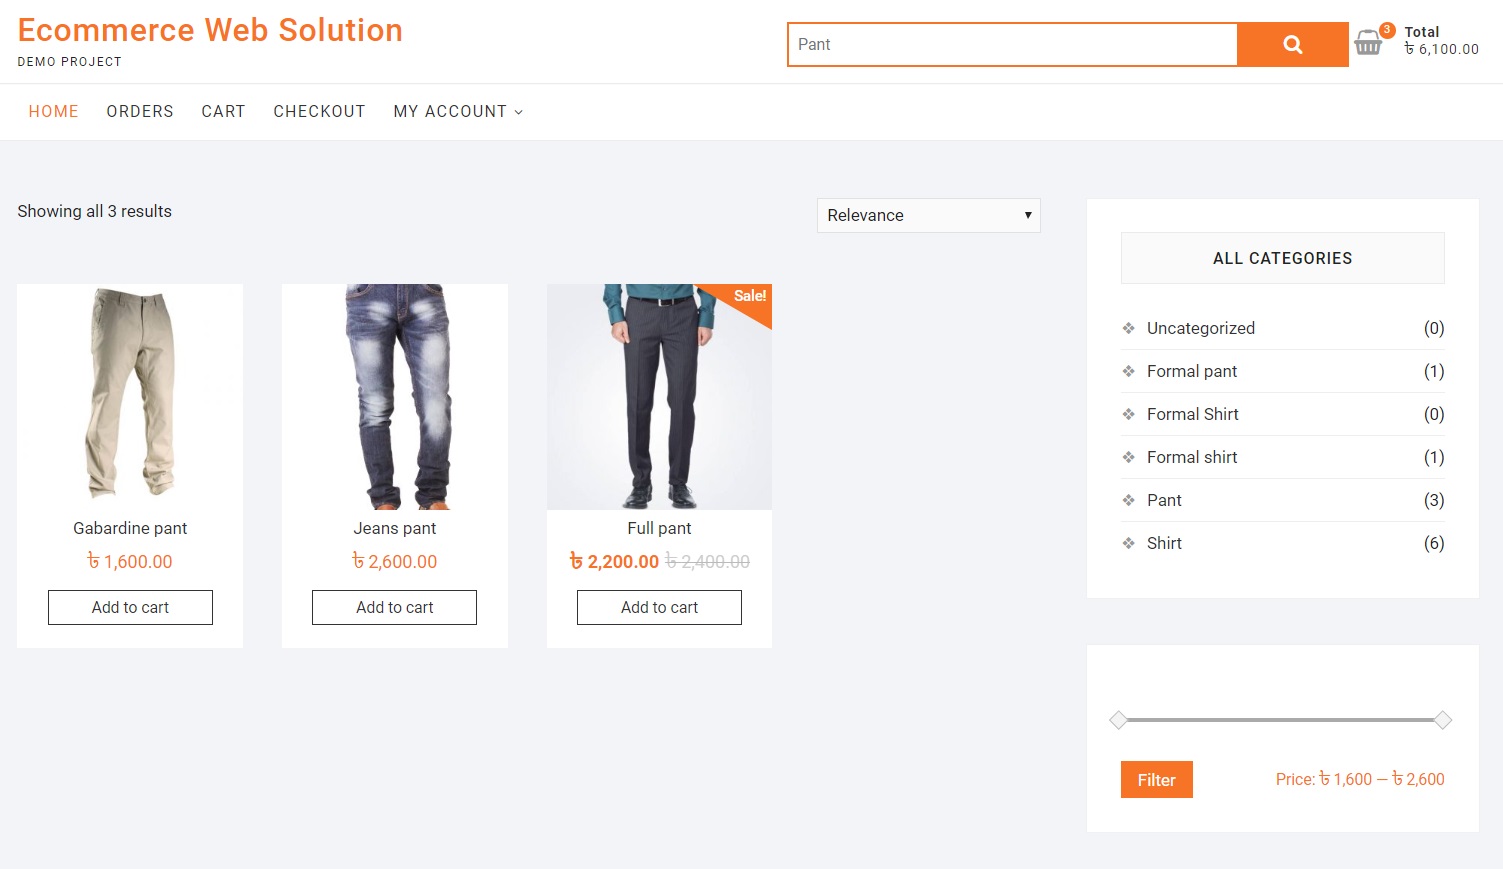 Ecommerce Web Solution
DEMO PROJECT
Pant
3
Total
৳ 6,100.00
HOME ORDERS CART CHECKOUT MY ACCOUNT
Showing all 3 results
Relevance
Sale!
Gabardine pant
৳ 1,600.00
Add to cart
Jeans pant
৳ 2,600.00
Add to cart
Full pant
৳ 2,200.00 ৳ 2,400.00
Add to cart
ALL CATEGORIES
Uncategorized (0)
Formal pant (1)
Formal Shirt (0)
Formal shirt (1)
Pant (3)
Shirt (6)
Filter
Price: ৳ 1,600 — ৳ 2,600